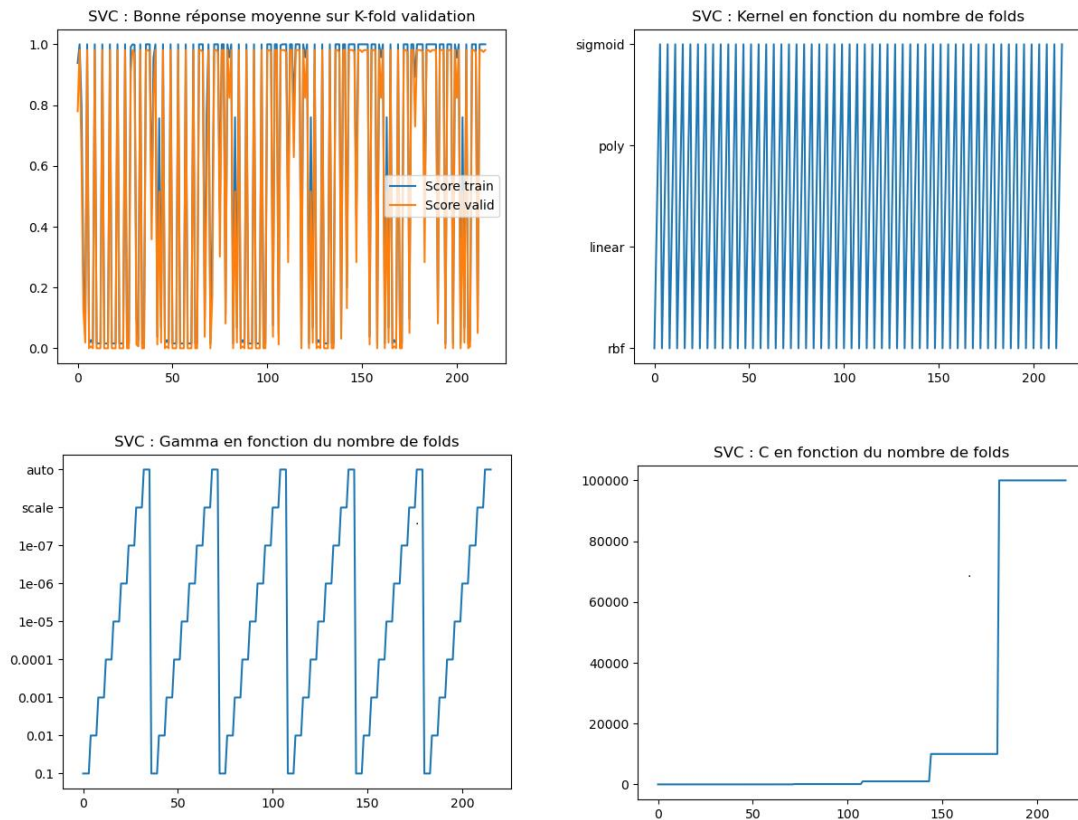 SVC : Bonne réponse moyenne sur K-fold validation
1.0
0.8
0.6
0.4
0.2
0.0
Score train
Score valid
0
50
100
150
200
SVC : Kernel en fonction du nombre de folds
sigmoid
poly
linear
rbf
0
50
100
150
200
SVC : Gamma en fonction du nombre de folds
auto
scale
1e-07
1e-06
1e-05
0.0001
0.001
0.01
0.1
0
50
100
150
200
SVC : C en fonction du nombre de folds
100000
80000
60000
40000
20000
0
0
50
100
150
200